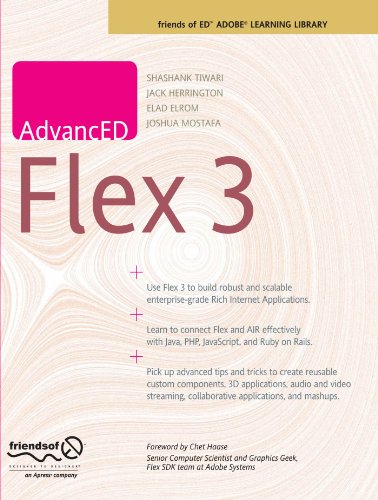 friends of ED™ ADOBE® LEARNING LIBRARY
SHASHANK TIWARI
JACK HERRINGTON
ELAD ELROM
JOSHUA MOSTAFA
AdvancED
Flex 3
+
Use Flex 3 to build robust and scalable
enterprise-grade Rich Internet Applications.
+
Learn to connect Flex and AIR effectively
with Java, PHP, JavaScript, and Ruby on Rails.
+
Pick up advanced tips and tricks to create reusable
custom components, 3D applications, audio and video
streaming, collaborative applications, and mashups.
friendsof
DESIGNER TO DESIGNER™
an Apress company
Foreword by Chet Haase
Senior Computer Scientist and Graphics Geek,
Flex SDK team at Adobe Systems